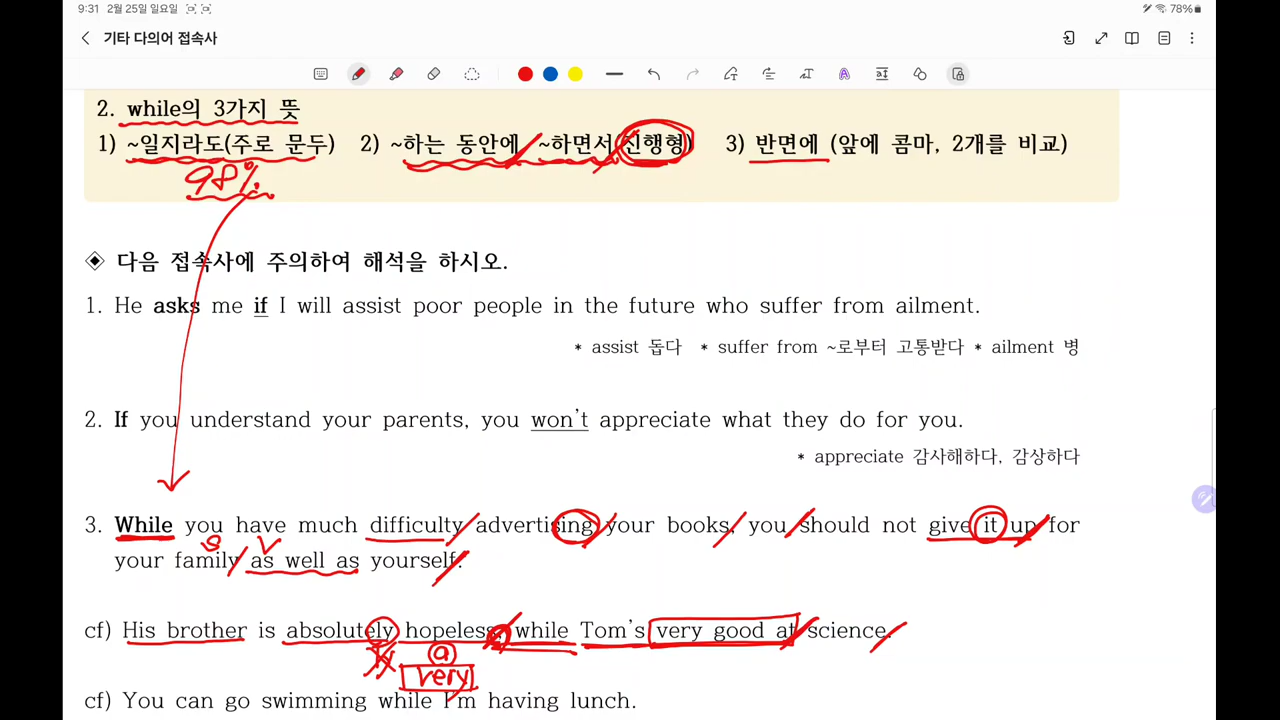 9:31 2월 25일 일요일 78%
기타 다의어 접속사
2. while의 3가지 뜻
1) ~일지라도(주로 문두) 2) ~하는 동안에 ~하면서(진행형) 3) 반면에 (앞에 콤마, 2개를 비교)
98%
◈ 다음 접속사에 주의하여 해석을 하시오.
1. He asks me if I will assist poor people in the future who suffer from ailment.
* assist 돕다 * suffer from ~로부터 고통받다 * ailment 병
2. If you understand your parents, you won't appreciate what they do for you.
* appreciate 감사해하다, 감상하다
3. While you have much difficulty advertising your books, you should not give it up for
S V
your family as well as yourself.
cf) His brother is absolutely hopeless, while Tom's very good at science.
a
very
cf) You can go swimming while I'm having lunch.